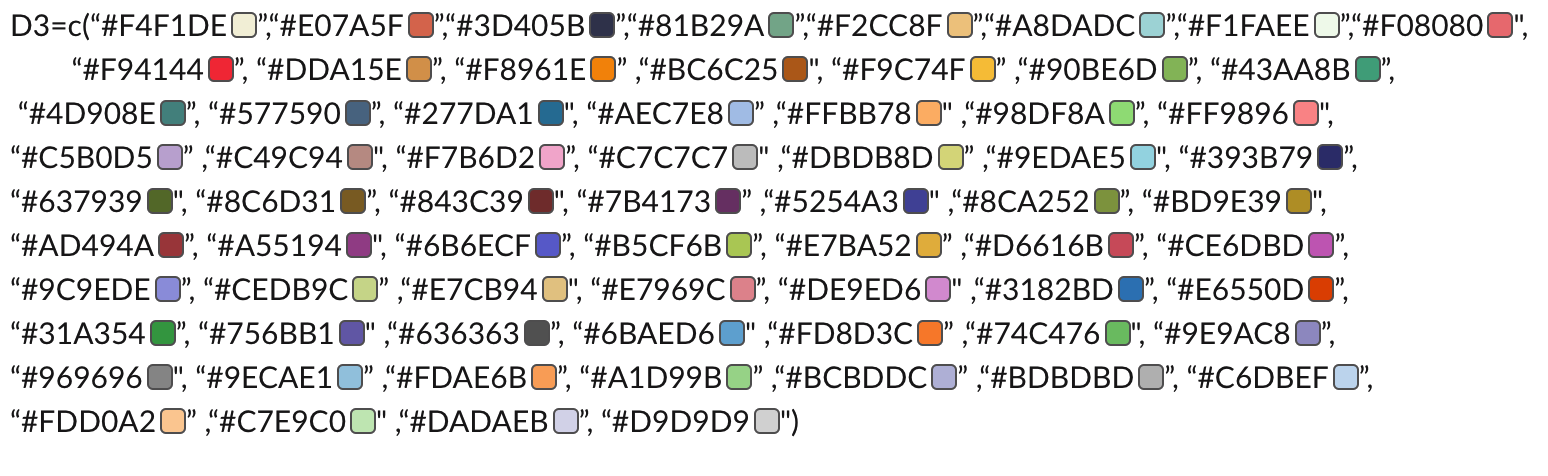 D3=c(“#F4F1DE”“#E07A5F”,“#3D405B”,“#81B29A”,“#F2CC8F”“#A8DADC”“#F1FAEE”,“#F08080",
“#F94144”, “#DDA15E”, “#F8961E” ,“#BC6C25", “#F9C74F” ,“#90BE6D”, “#43AA8B”,
“#4D908E”, “#577590”, “#277DA1", “#AEC7E8” ,“#FFBB78" ,“#98DF8A”, “#FF9896",
“#C5B0D5” ,“#C49C94", “#F7B6D2”, “#C7C7C7" ,“#DBDB8D” ,“#9EDAE5", “#393B79”,
“#637939", “#8C6D31”, “#843C39", “#7B4173” ,“#5254A3" ,“#8CA252”, “#BD9E39",
“#AD494A”, “#A55194", “#6B6ECF”, “#B5CF6B”, “#E7BA52” ,“#D6616B”, “#CE6DBD”,
“#9C9EDE”, “#CEDB9C” ,“#E7CB94", “#E7969C”, “#DE9ED6" ,“#3182BD”, “#E6550D”,
“#31A354”, “#756BB1" ,“#636363”, “#6BAED6" ,“#FD8D3C” ,“#74C476", “#9E9AC8”,
“#969696", “#9ECAE1” ,“#FDAE6B”, “#A1D99B” ,“#BCBDDC” ,“#BDBDBD”, “#C6DBEF”,
“#FDD0A2” ,“#C7E9C0" ,“#DADAEB”, “#D9D9D9")